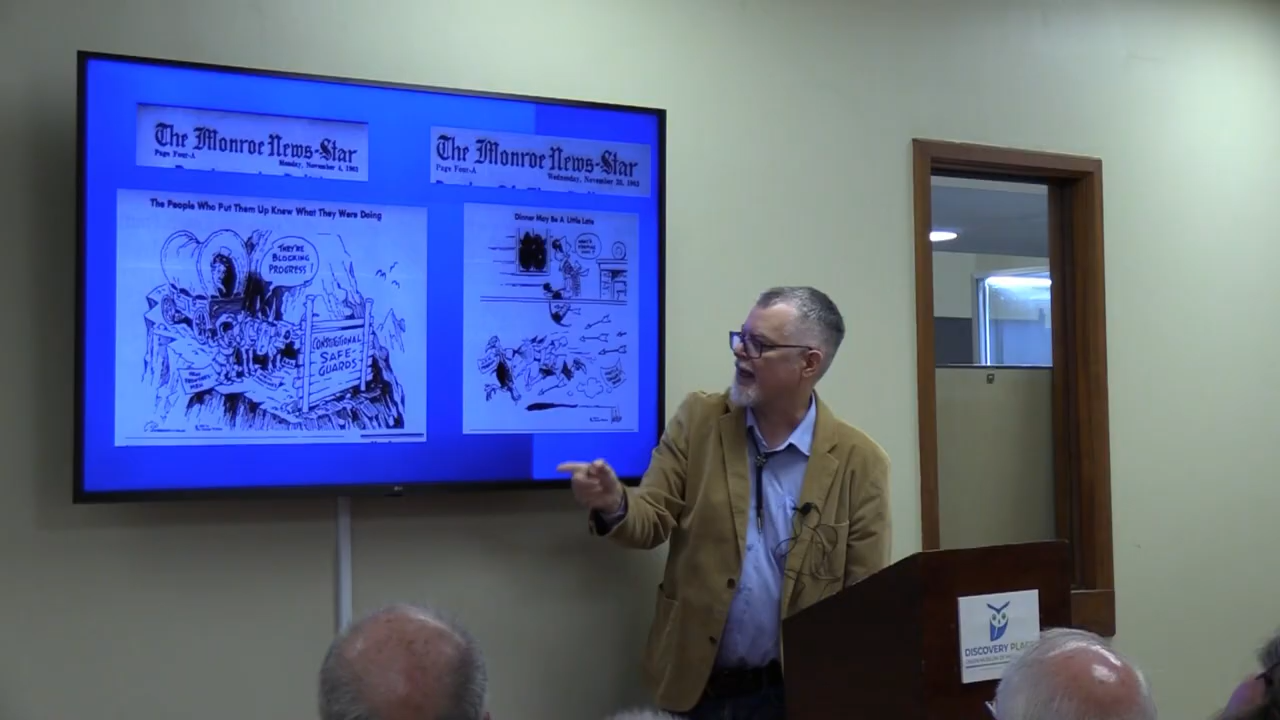 The Monroe News-Star
Page Four-A
Monday, November 4, 1963
The People Who Put Them Up Knew What They Were Doing
THEY'RE
BLOCKING
PROGRESS!
CONSTITUTIONAL
SAFE-
GUARDS
The Monroe News-Star
Page Four-A
Wednesday, November 20, 1963
Dinner May Be A Little Late
DISCOVERY PLA